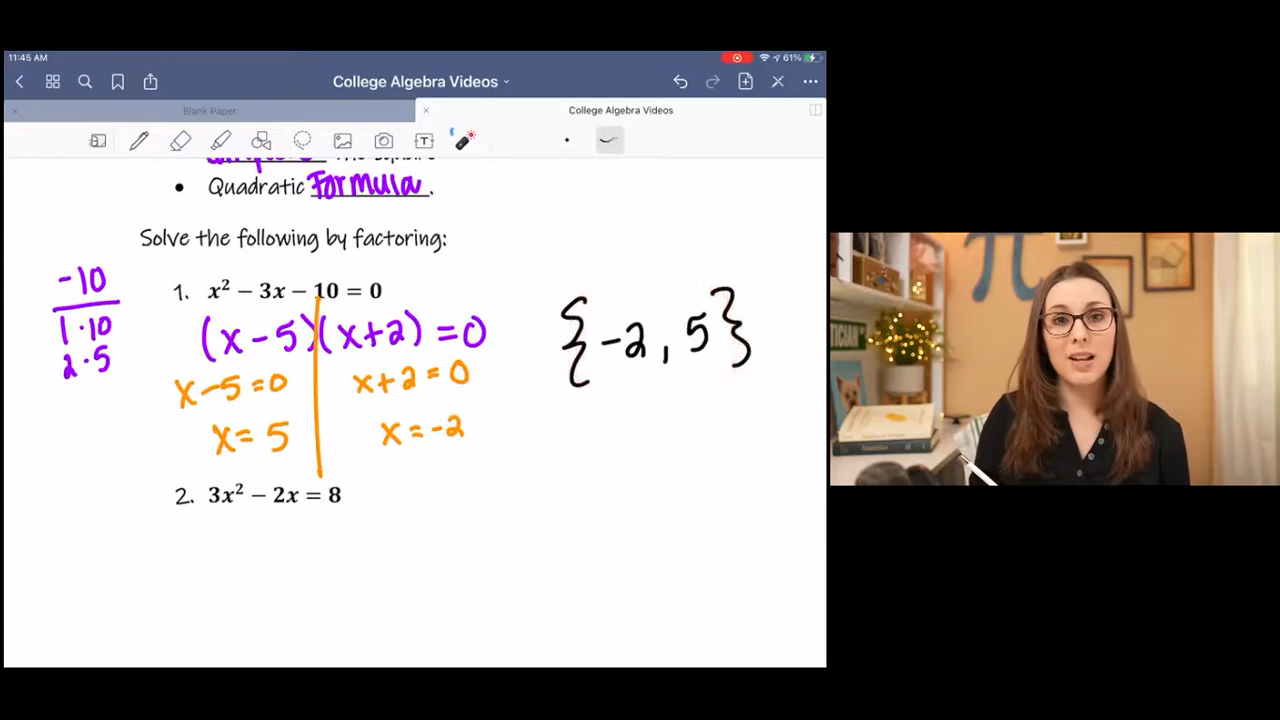 11:45 AM
61%
College Algebra Videos
Blank Paper
College Algebra Videos
• Quadratic Formula.
Solve the following by factoring:
-10
1 · 10
2 · 5
1. x² − 3x − 10 = 0
(x − 5)(x + 2) = 0
x − 5 = 0
x + 2 = 0
x = 5
x = -2
{-2, 5}
2. 3x² − 2x = 8
π